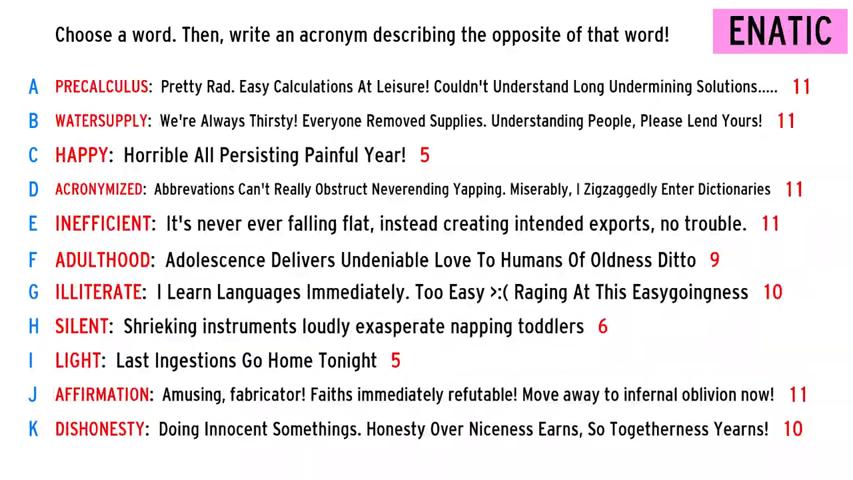 Choose a word. Then, write an acronym describing the opposite of that word!
ENATIC
A PRECALCULUS: Pretty Rad. Easy Calculations At Leisure! Couldn't Understand Long Undermining Solutions..... 11
B WATERSUPPLY: We're Always Thirsty! Everyone Removed Supplies. Understanding People, Please Lend Yours! 11
C HAPPY: Horrible All Persisting Painful Year! 5
D ACRONYMIZED: Abbrevations Can't Really Obstruct Neverending Yapping. Miserably, I Zigzaggedly Enter Dictionaries 11
E INEFFICIENT: It's never ever falling flat, instead creating intended exports, no trouble. 11
F ADULTHOOD: Adolescence Delivers Undeniable Love To Humans Of Oldness Ditto 9
G ILLITERATE: I Learn Languages Immediately. Too Easy >:( Raging At This Easygoingness 10
H SILENT: Shrieking instruments loudly exasperate napping toddlers 6
I LIGHT: Last Ingestions Go Home Tonight 5
J AFFIRMATION: Amusing, fabricator! Faiths immediately refutable! Move away to infernal oblivion now! 11
K DISHONESTY: Doing Innocent Somethings. Honesty Over Niceness Earns, So Togetherness Yearns! 10